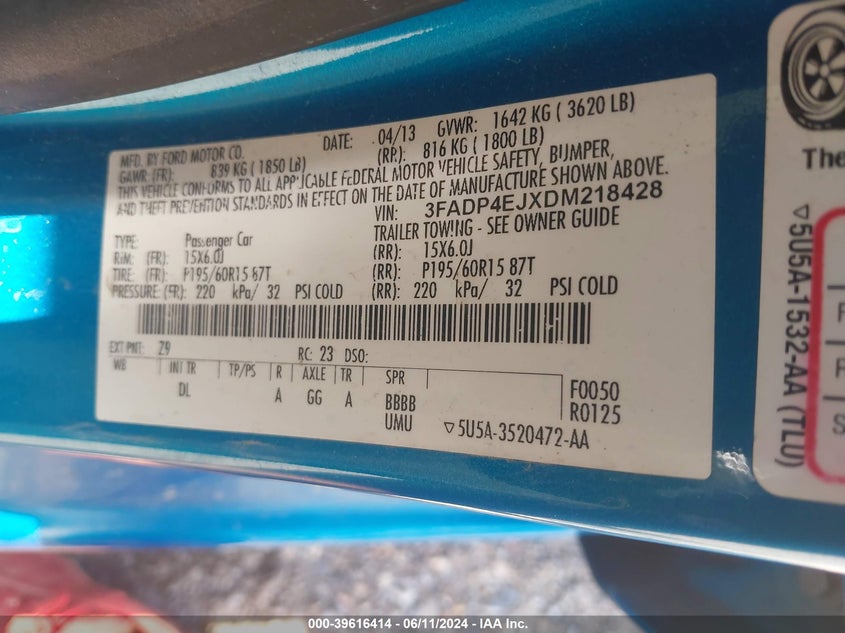 MFD. BY FORD MOTOR CO.
DATE: 04/13 GVWR: 1642 KG ( 3620 LB)
GAWR: (FR): 839 KG ( 1850 LB) (RR): 816 KG ( 1800 LB)
THIS VEHICLE CONFORMS TO ALL APPLICABLE FEDERAL MOTOR VEHICLE SAFETY, BUMPER,
AND THEFT PREVENTION STANDARDS IN EFFECT ON THE DATE OF MANUFACTURE SHOWN ABOVE.
VIN: 3FADP4EJXDM218428
TYPE: Passenger Car TRAILER TOWING - SEE OWNER GUIDE
RIM: (FR): 15X6.0J (RR): 15X6.0J
TIRE: (FR): P195/60R15 87T (RR): P195/60R15 87T
PRESSURE: (FR): 220 kPa/ 32 PSI COLD (RR): 220 kPa/ 32 PSI COLD
EXT PNT: Z9 RC: 23 DSO:
WB INT TR TP/PS R AXLE TR SPR
DL A GG A BBBB
UMU
F0050
R0125
▽5U5A-3520472-AA
The
▽5U5A-1532-AA (TLU)
F
F
S
000-39616414 - 06/11/2024 - IAA Inc.